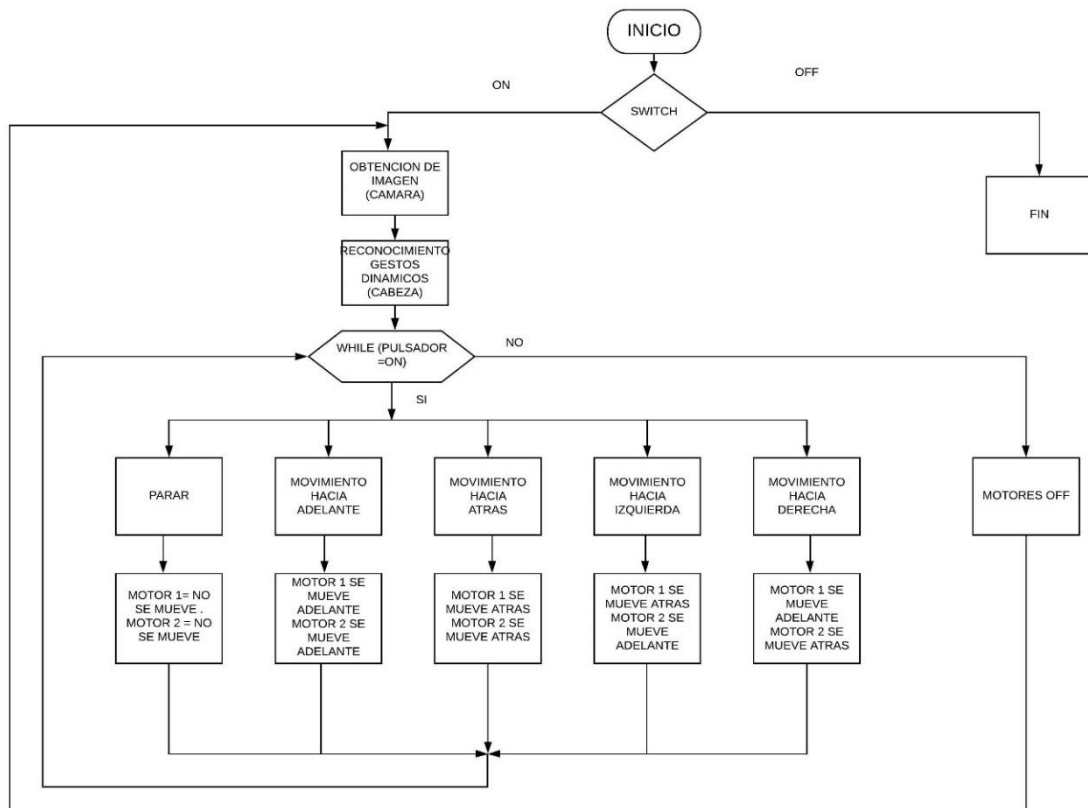 INICIO
ON
OFF
SWITCH
OBTENCION DE
IMAGEN
(CAMARA)
FIN
RECONOCIMIENTO
GESTOS
DINAMICOS
(CABEZA)
WHILE (PULSADOR
=ON)
NO
SI
PARAR
MOVIMIENTO
HACIA
ADELANTE
MOVIMIENTO
HACIA
ATRAS
MOVIMIENTO
HACIA
IZQUIERDA
MOVIMIENTO
HACIA
DERECHA
MOTORES OFF
MOTOR 1= NO
SE MUEVE .
MOTOR 2 = NO
SE MUEVE
MOTOR 1 SE
MUEVE
ADELANTE
MOTOR 2 SE
MUEVE
ADELANTE
MOTOR 1 SE
MUEVE ATRAS
MOTOR 2 SE
MUEVE ATRAS
MOTOR 1 SE
MUEVE ATRAS
MOTOR 2 SE
MUEVE
ADELANTE
MOTOR 1 SE
MUEVE
ADELANTE
MOTOR 2 SE
MUEVE ATRAS